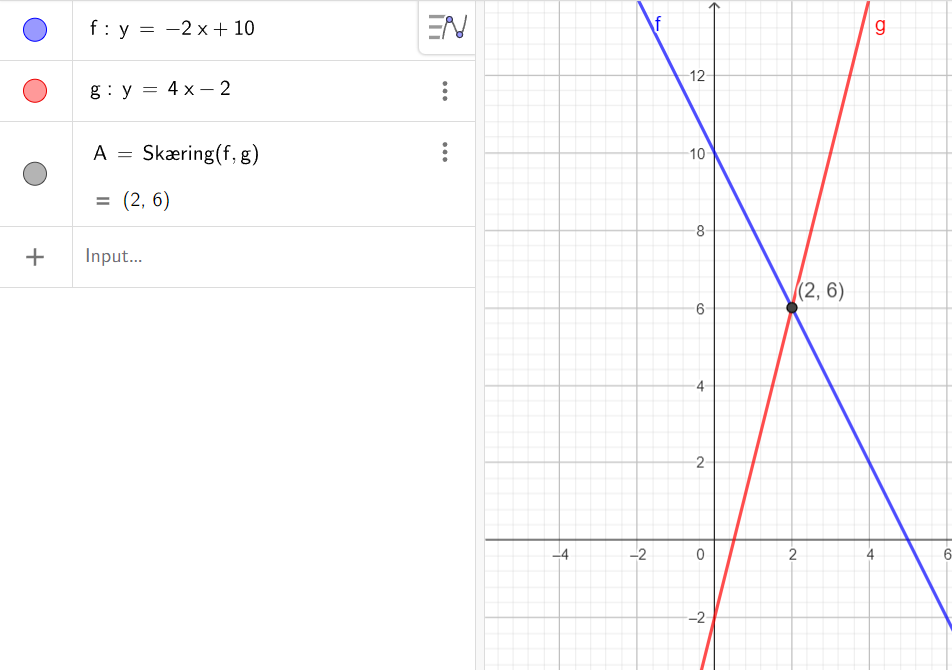 f : y = −2 x + 10
g : y = 4 x − 2
A = Skæring(f, g)
= (2, 6)
+ Input...
f
g
12
10
8
(2, 6)
6
4
2
−4 −2 0 2 4 6
−2